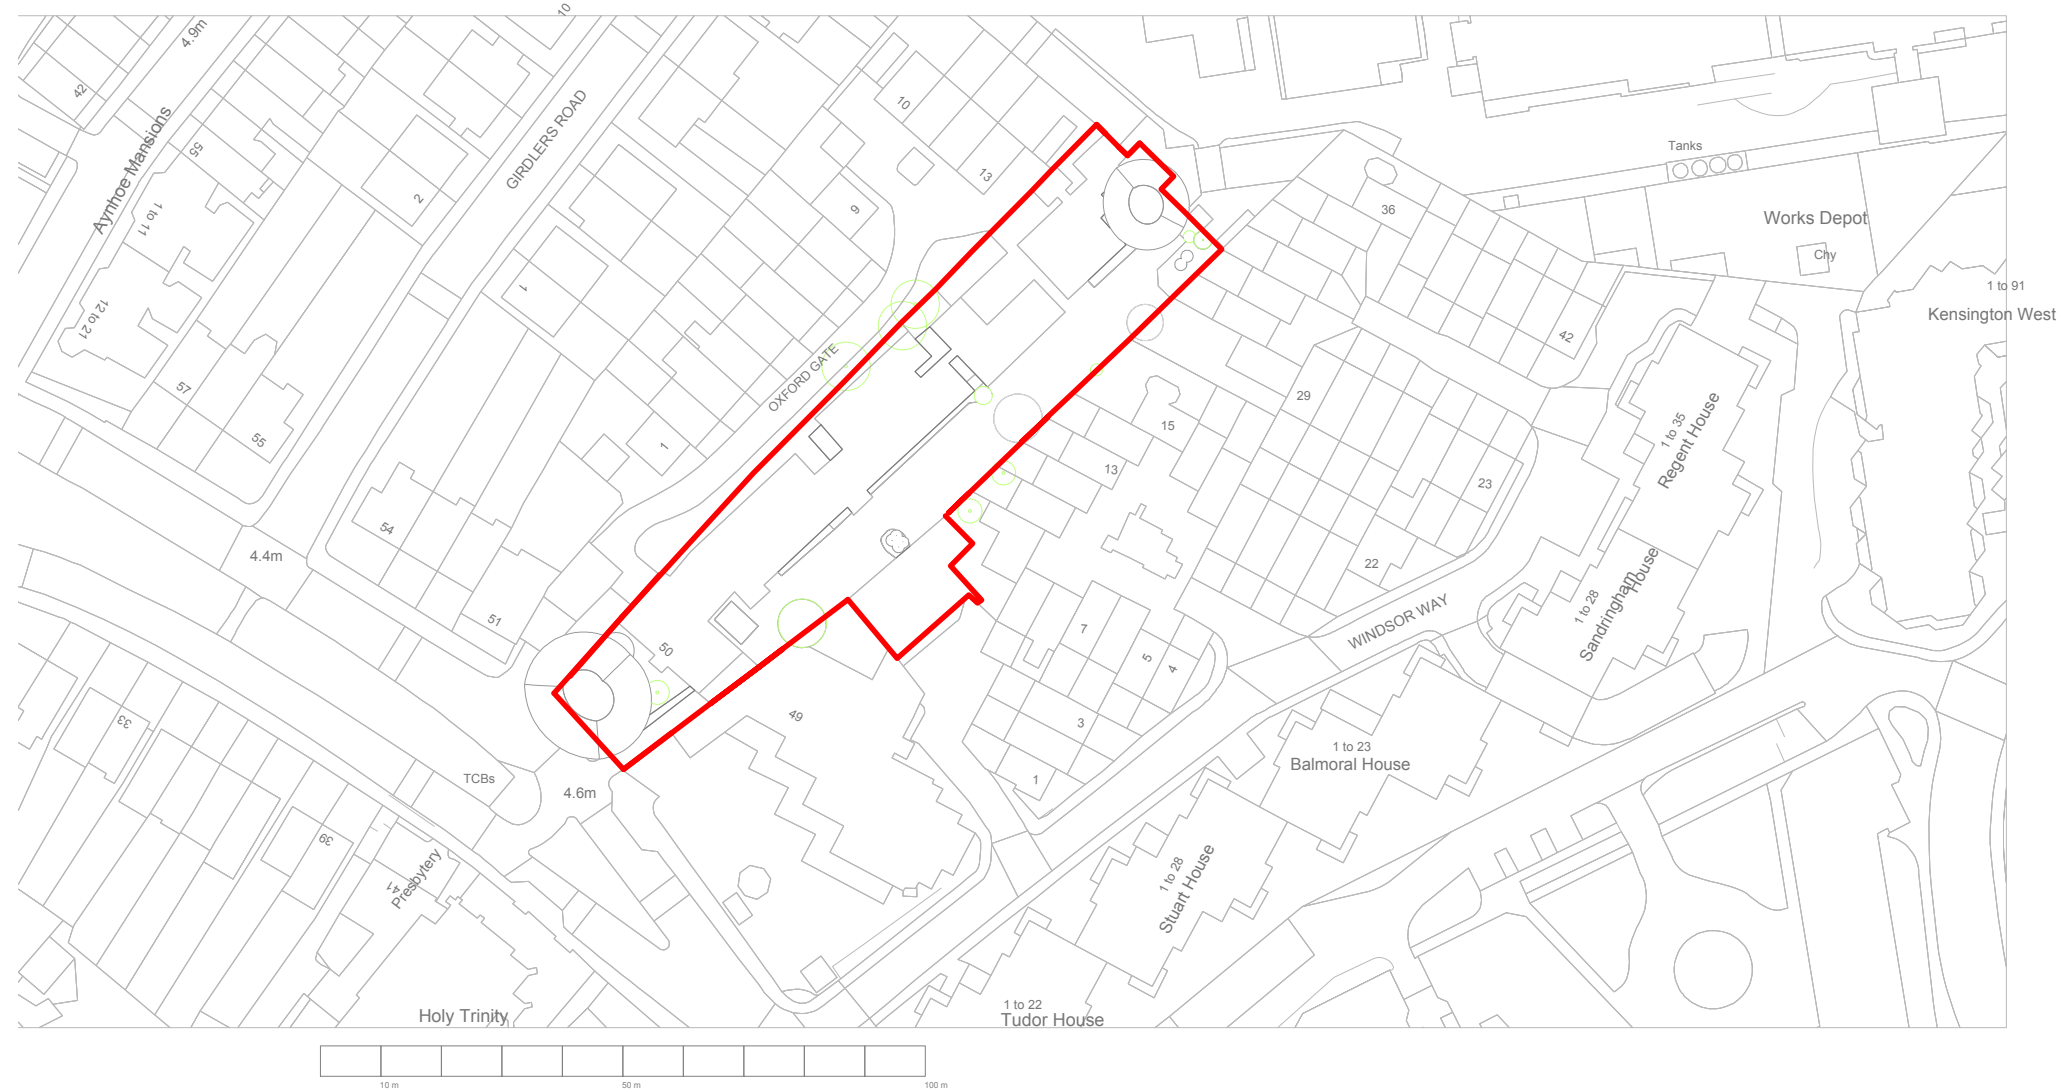 10
4.9m
42
Aynhoe Mansions
55
1 to 11
12 to 21
57
55
GIRDLERS ROAD
2
1
10
13
9
OXFORD GATE
1
54
51
50
4.4m
Tanks
Works Depot
Chy
1 to 91
Kensington West
36
42
29
15
13
23
22
1 to 35
Regent House
1 to 28
Sandringham
House
WINDSOR WAY
7
5
4
3
1
49
1 to 23
Balmoral House
1 to 28
Stuart House
1 to 22
Tudor House
33
TCBs
4.6m
39
41
Presbytery
Holy Trinity
10 m
50 m
100 m